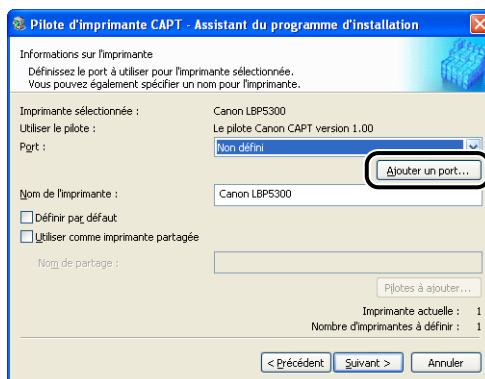 Pilote d'imprimante CAPT - Assistant du programme d'installation
Informations sur l'imprimante
Définissez le port à utiliser pour l'imprimante sélectionnée.
Vous pouvez également spécifier un nom pour l'imprimante.
Imprimante sélectionnée : Canon LBP5300
Utiliser le pilote : Le pilote Canon CAPT version 1.00
Port : Non défini
Ajouter un port...
Nom de l'imprimante : Canon LBP5300
Définir par défaut
Utiliser comme imprimante partagée
Nom de partage :
Pilotes à ajouter...
Imprimante actuelle : 1
Nombre d'imprimantes à définir : 1
< Précédent Suivant > Annuler